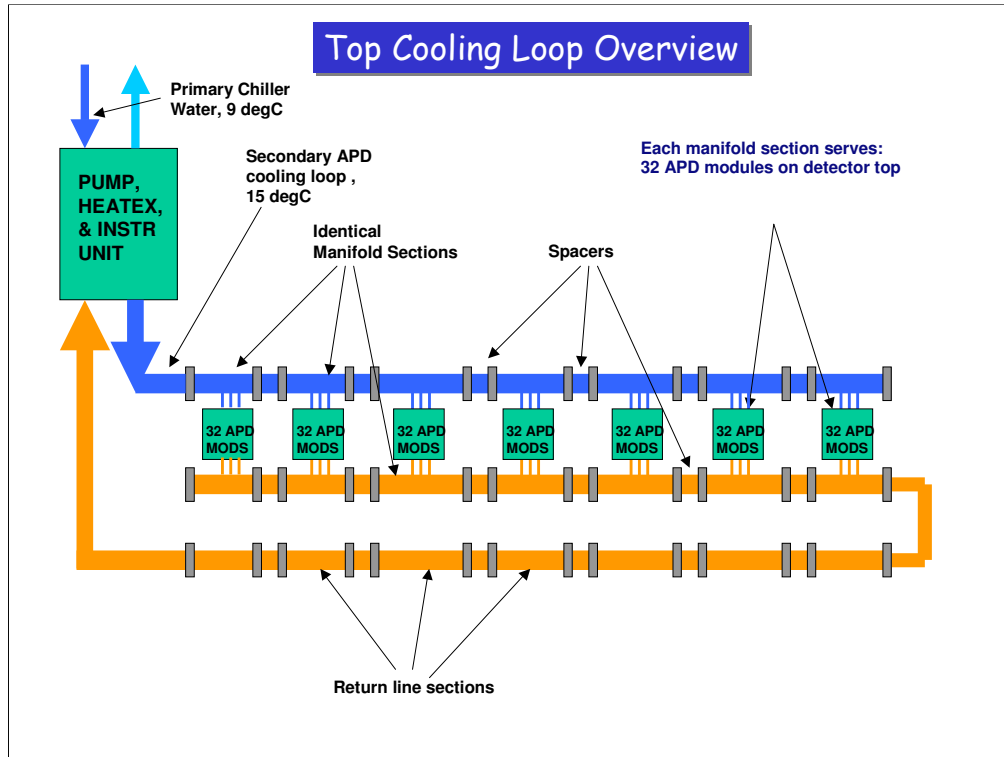 Top Cooling Loop Overview
Primary Chiller
Water, 9 degC
Each manifold section serves:
32 APD modules on detector top
PUMP,
HEATEX,
& INSTR
UNIT
Secondary APD
cooling loop ,
15 degC
Identical
Manifold Sections
Spacers
32 APD
MODS
32 APD
MODS
32 APD
MODS
32 APD
MODS
32 APD
MODS
32 APD
MODS
32 APD
MODS
Return line sections